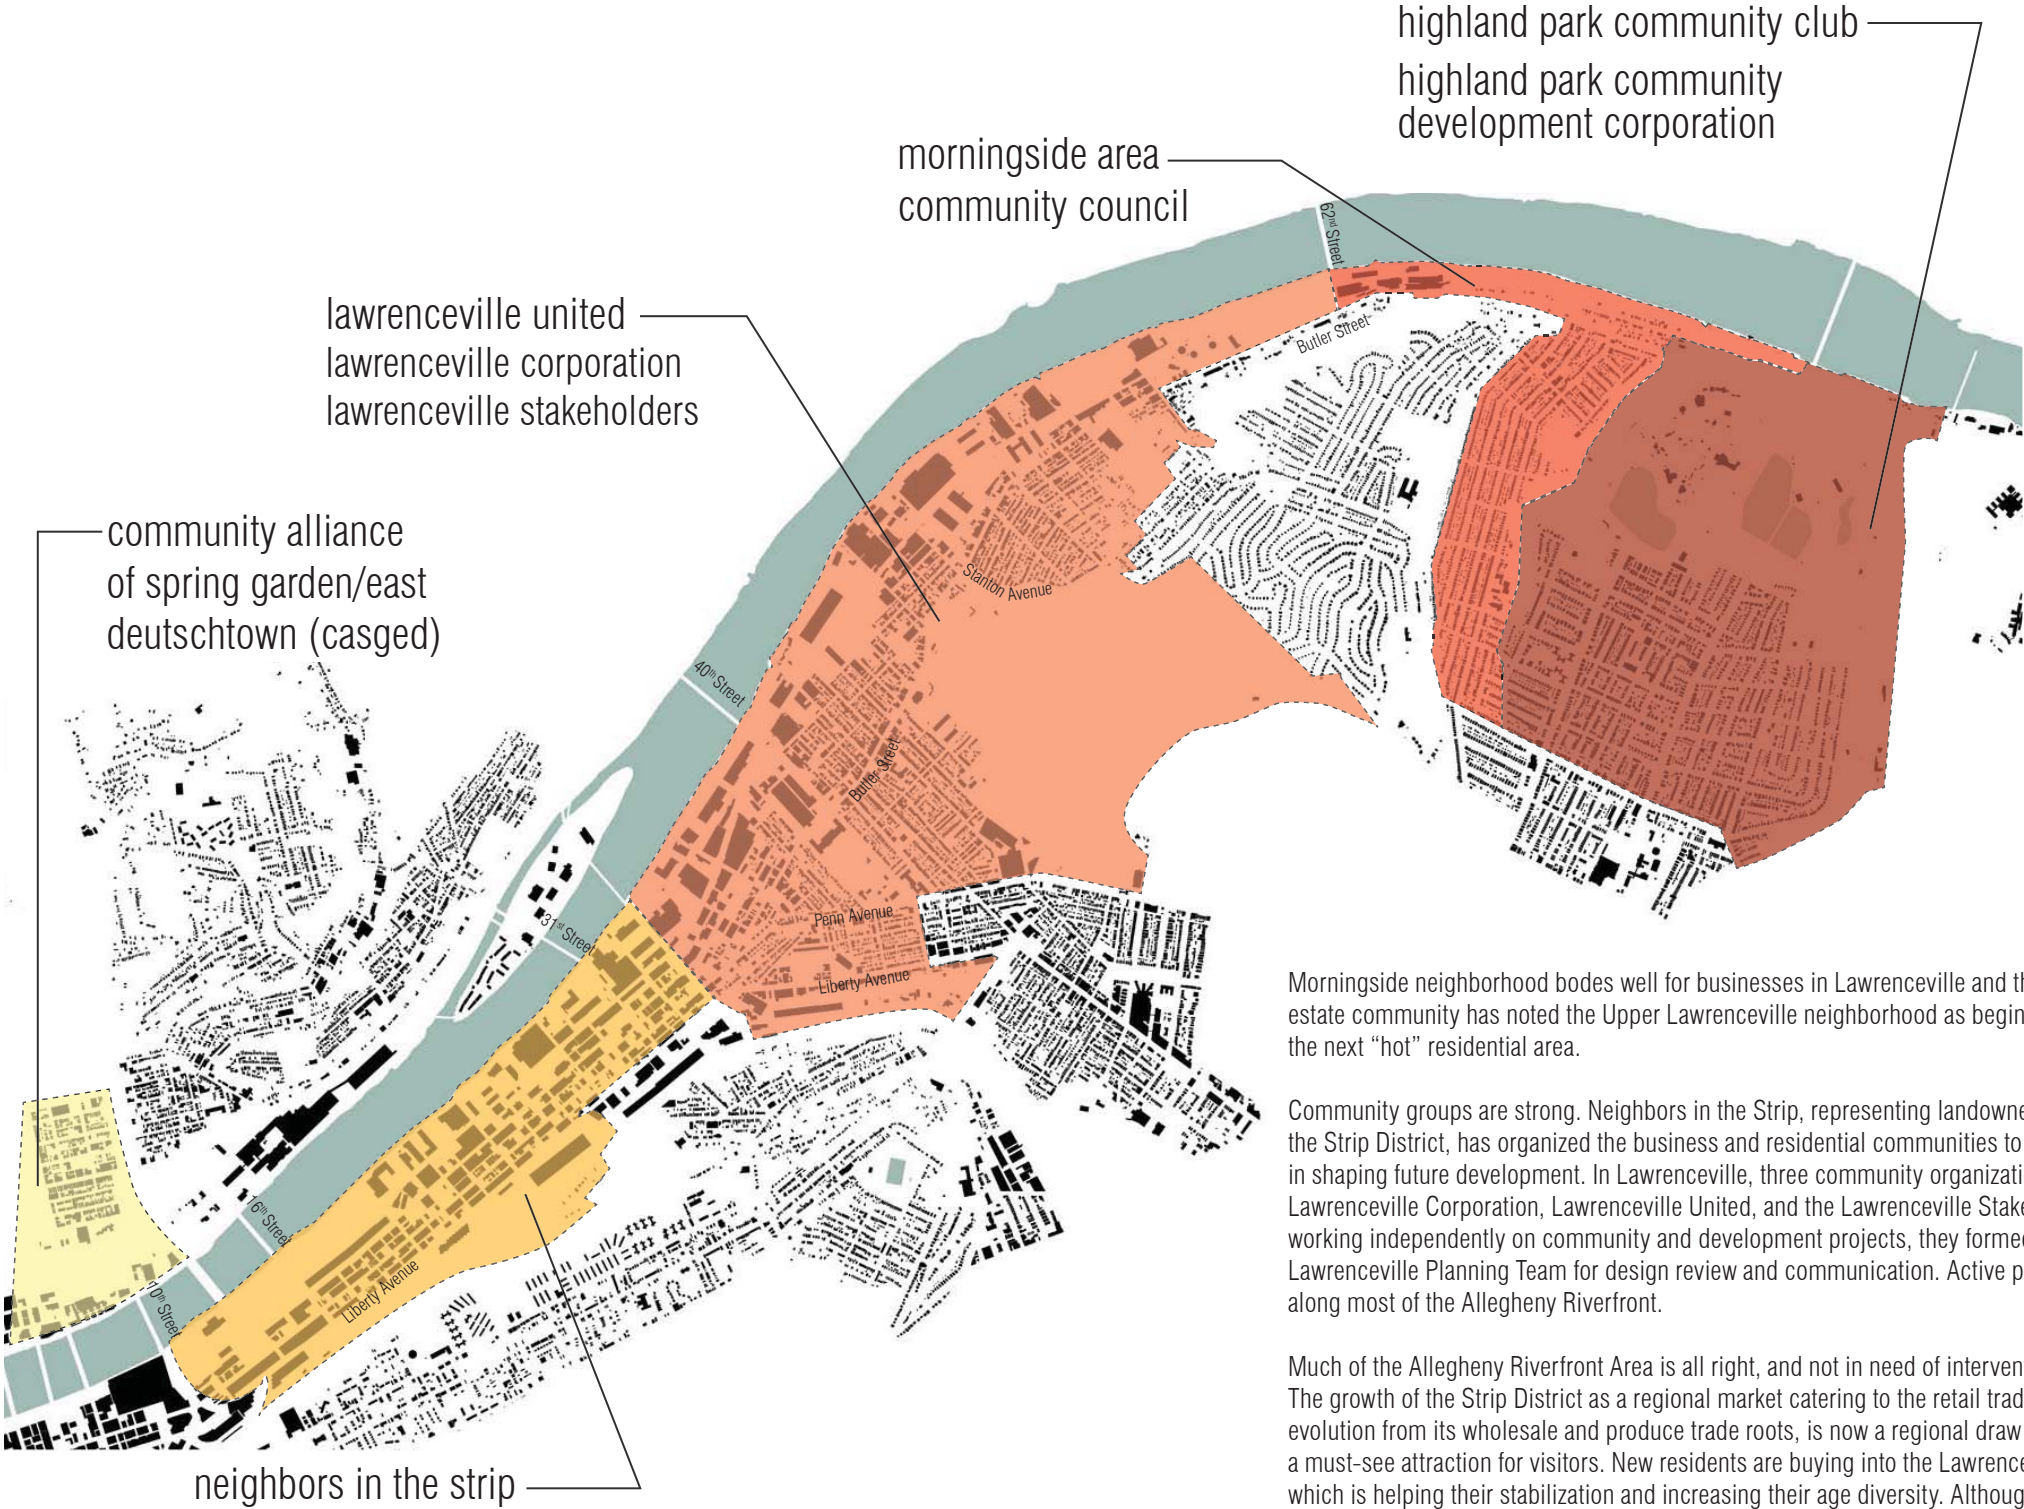 highland park community club
highland park community
development corporation
morningside area
community council
62nd Street
lawrenceville united
lawrenceville corporation
lawrenceville stakeholders
Butler Street
community alliance
of spring garden/east
deutschtown (casged)
Stanton Avenue
40th Street
Butler Street
Penn Avenue
31st Street
Liberty Avenue
16th Street
10th Street
Liberty Avenue
neighbors in the strip
Morningside neighborhood bodes well for businesses in Lawrenceville and th
estate community has noted the Upper Lawrenceville neighborhood as begin
the next “hot” residential area.
Community groups are strong. Neighbors in the Strip, representing landowne
the Strip District, has organized the business and residential communities to
in shaping future development. In Lawrenceville, three community organizati
Lawrenceville Corporation, Lawrenceville United, and the Lawrenceville Stake
working independently on community and development projects, they formed
Lawrenceville Planning Team for design review and communication. Active p
along most of the Allegheny Riverfront.
Much of the Allegheny Riverfront Area is all right, and not in need of interven
The growth of the Strip District as a regional market catering to the retail trad
evolution from its wholesale and produce trade roots, is now a regional draw
a must-see attraction for visitors. New residents are buying into the Lawrence
which is helping their stabilization and increasing their age diversity. Althoug